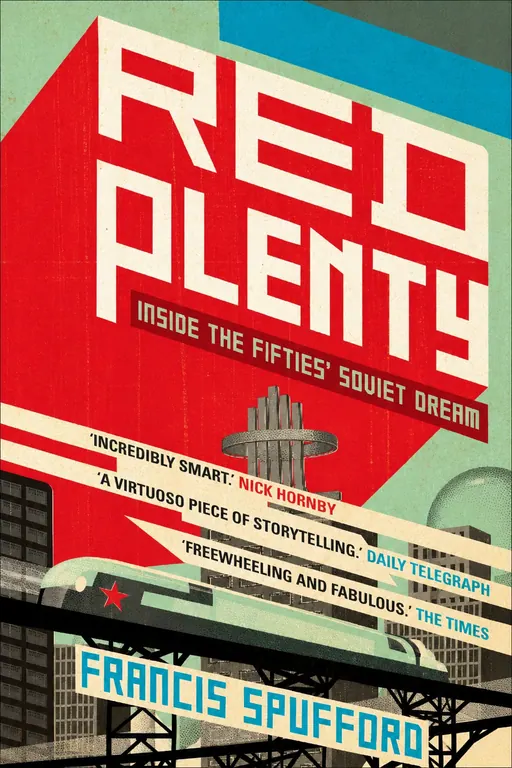 RED
PLENTY
INSIDE THE FIFTIES' SOVIET DREAM
'INCREDIBLY SMART.' NICK HORNBY
'A VIRTUOSO PIECE OF STORYTELLING.' DAILY TELEGRAPH
'FREEWHEELING AND FABULOUS.' THE TIMES
FRANCIS SPUFFORD